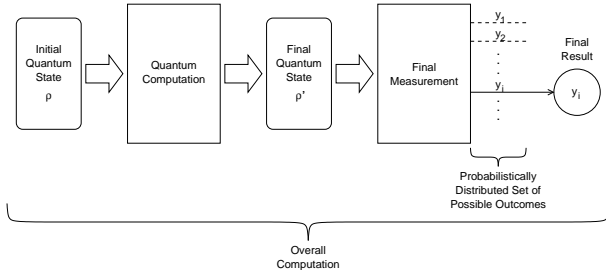 Initial
Quantum
State
ρ
Quantum
Computation
Final
Quantum
State
ρ'
Final
Measurement
y1
y2
yi
Final
Result
yi
Probabilistically
Distributed Set of
Possible Outcomes
Overall
Computation